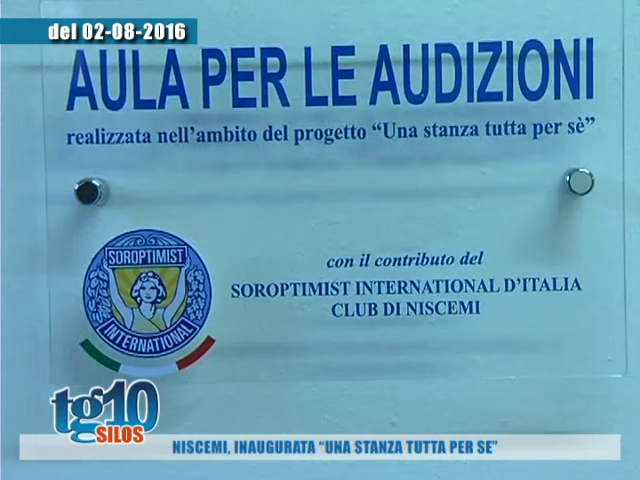 del 02-08-2016
AULA PER LE AUDIZIONI
realizzata nell'ambito del progetto “Una stanza tutta per sè”
SOROPTIMIST
INTERNATIONAL
con il contributo del
SOROPTIMIST INTERNATIONAL D'ITALIA
CLUB DI NISCEMI
tg10
SILOS
NISCEMI, INAUGURATA “UNA STANZA TUTTA PER SE”